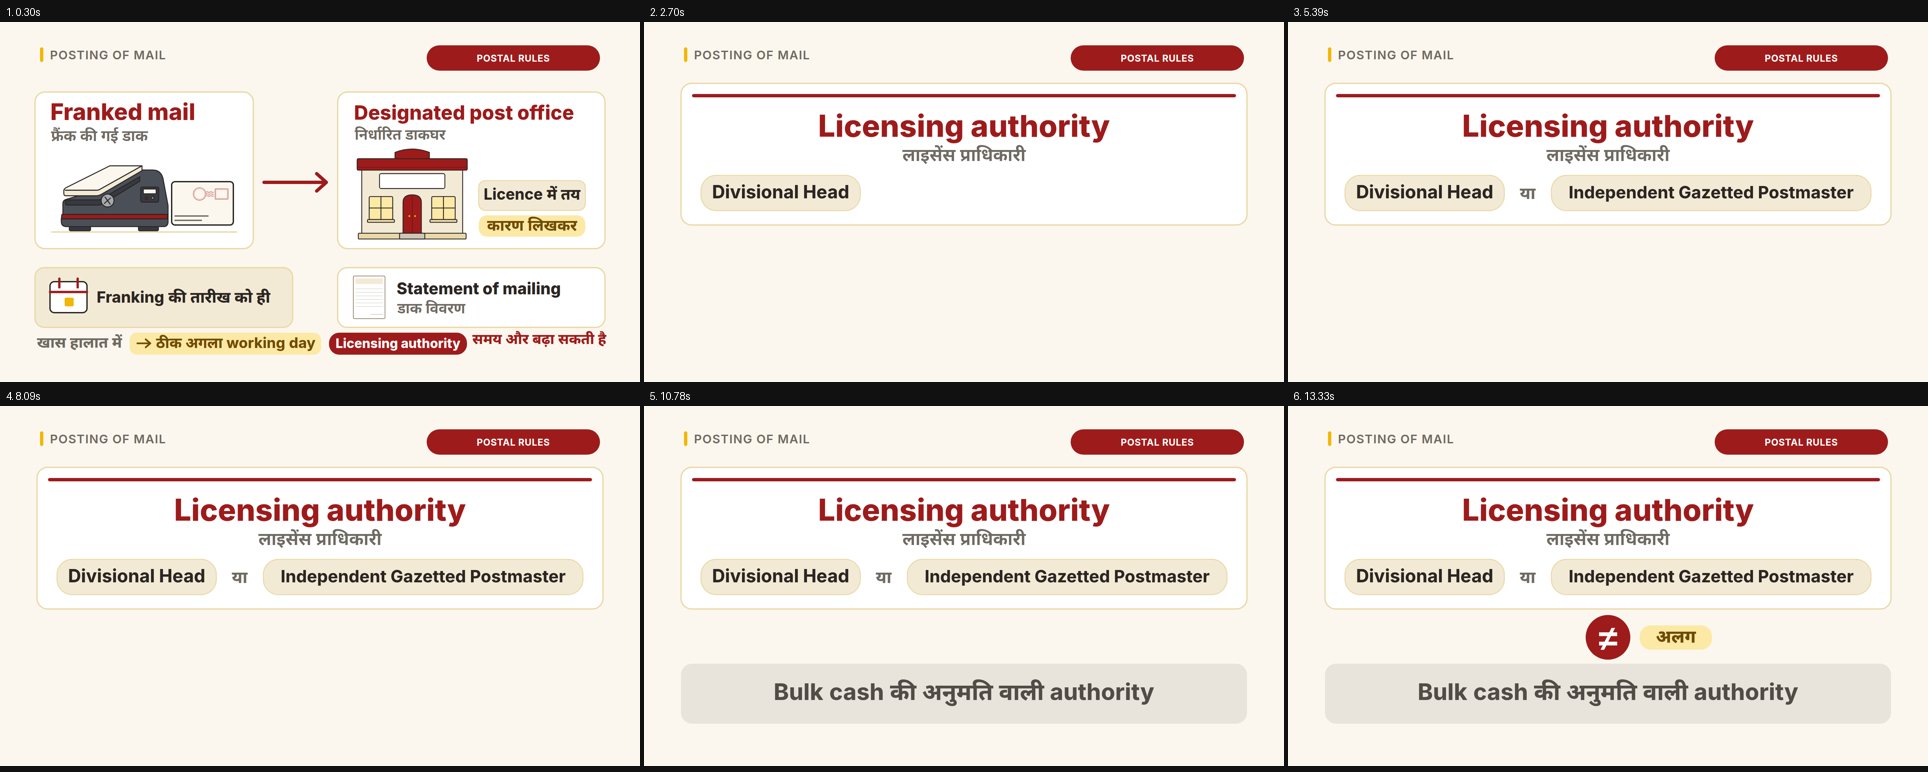 1. 0.30s
POSTING OF MAIL
POSTAL RULES
Franked mail
फ्रैंक की गई डाक
Designated post office
निर्धारित डाकघर
Licence में तय
कारण लिखकर
Franking की तारीख को ही
Statement of mailing
डाक विवरण
खास हालात में
→ ठीक अगला working day
Licensing authority
समय और बढ़ा सकती है
2. 2.70s
POSTING OF MAIL
POSTAL RULES
Licensing authority
लाइसेंस प्राधिकारी
Divisional Head
3. 5.39s
POSTING OF MAIL
POSTAL RULES
Licensing authority
लाइसेंस प्राधिकारी
Divisional Head या Independent Gazetted Postmaster
4. 8.09s
POSTING OF MAIL
POSTAL RULES
Licensing authority
लाइसेंस प्राधिकारी
Divisional Head या Independent Gazetted Postmaster
5. 10.78s
POSTING OF MAIL
POSTAL RULES
Licensing authority
लाइसेंस प्राधिकारी
Divisional Head या Independent Gazetted Postmaster
Bulk cash की अनुमति वाली authority
6. 13.33s
POSTING OF MAIL
POSTAL RULES
Licensing authority
लाइसेंस प्राधिकारी
Divisional Head या Independent Gazetted Postmaster
≠ अलग
Bulk cash की अनुमति वाली authority